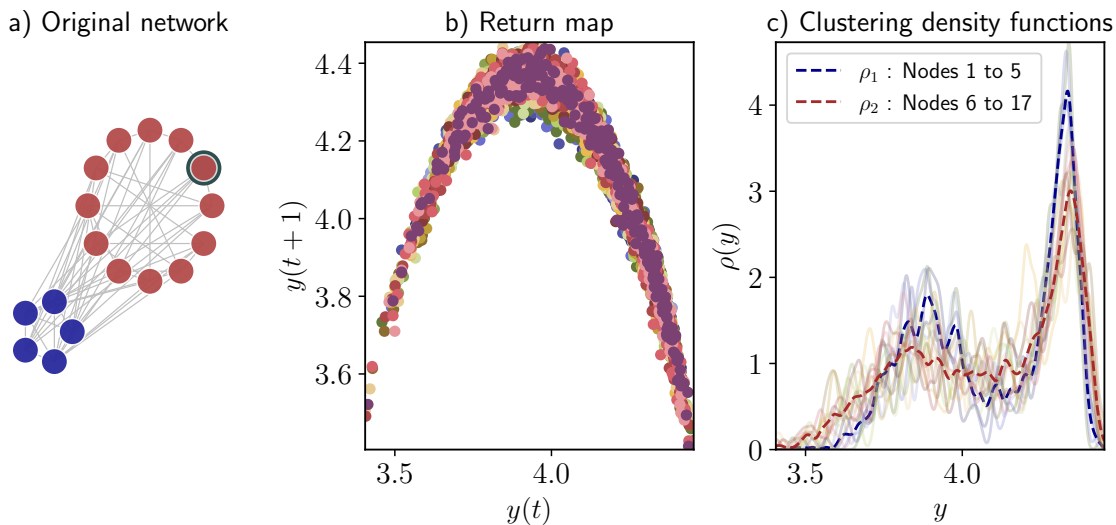 a) Original network
b) Return map
c) Clustering density functions
4.4
4.2
4.0
3.8
3.6
y(t + 1)
3.5
4.0
y(t)
ρ₁ : Nodes 1 to 5
ρ₂ : Nodes 6 to 17
4
3
2
1
0
ρ(y)
3.5
4.0
y